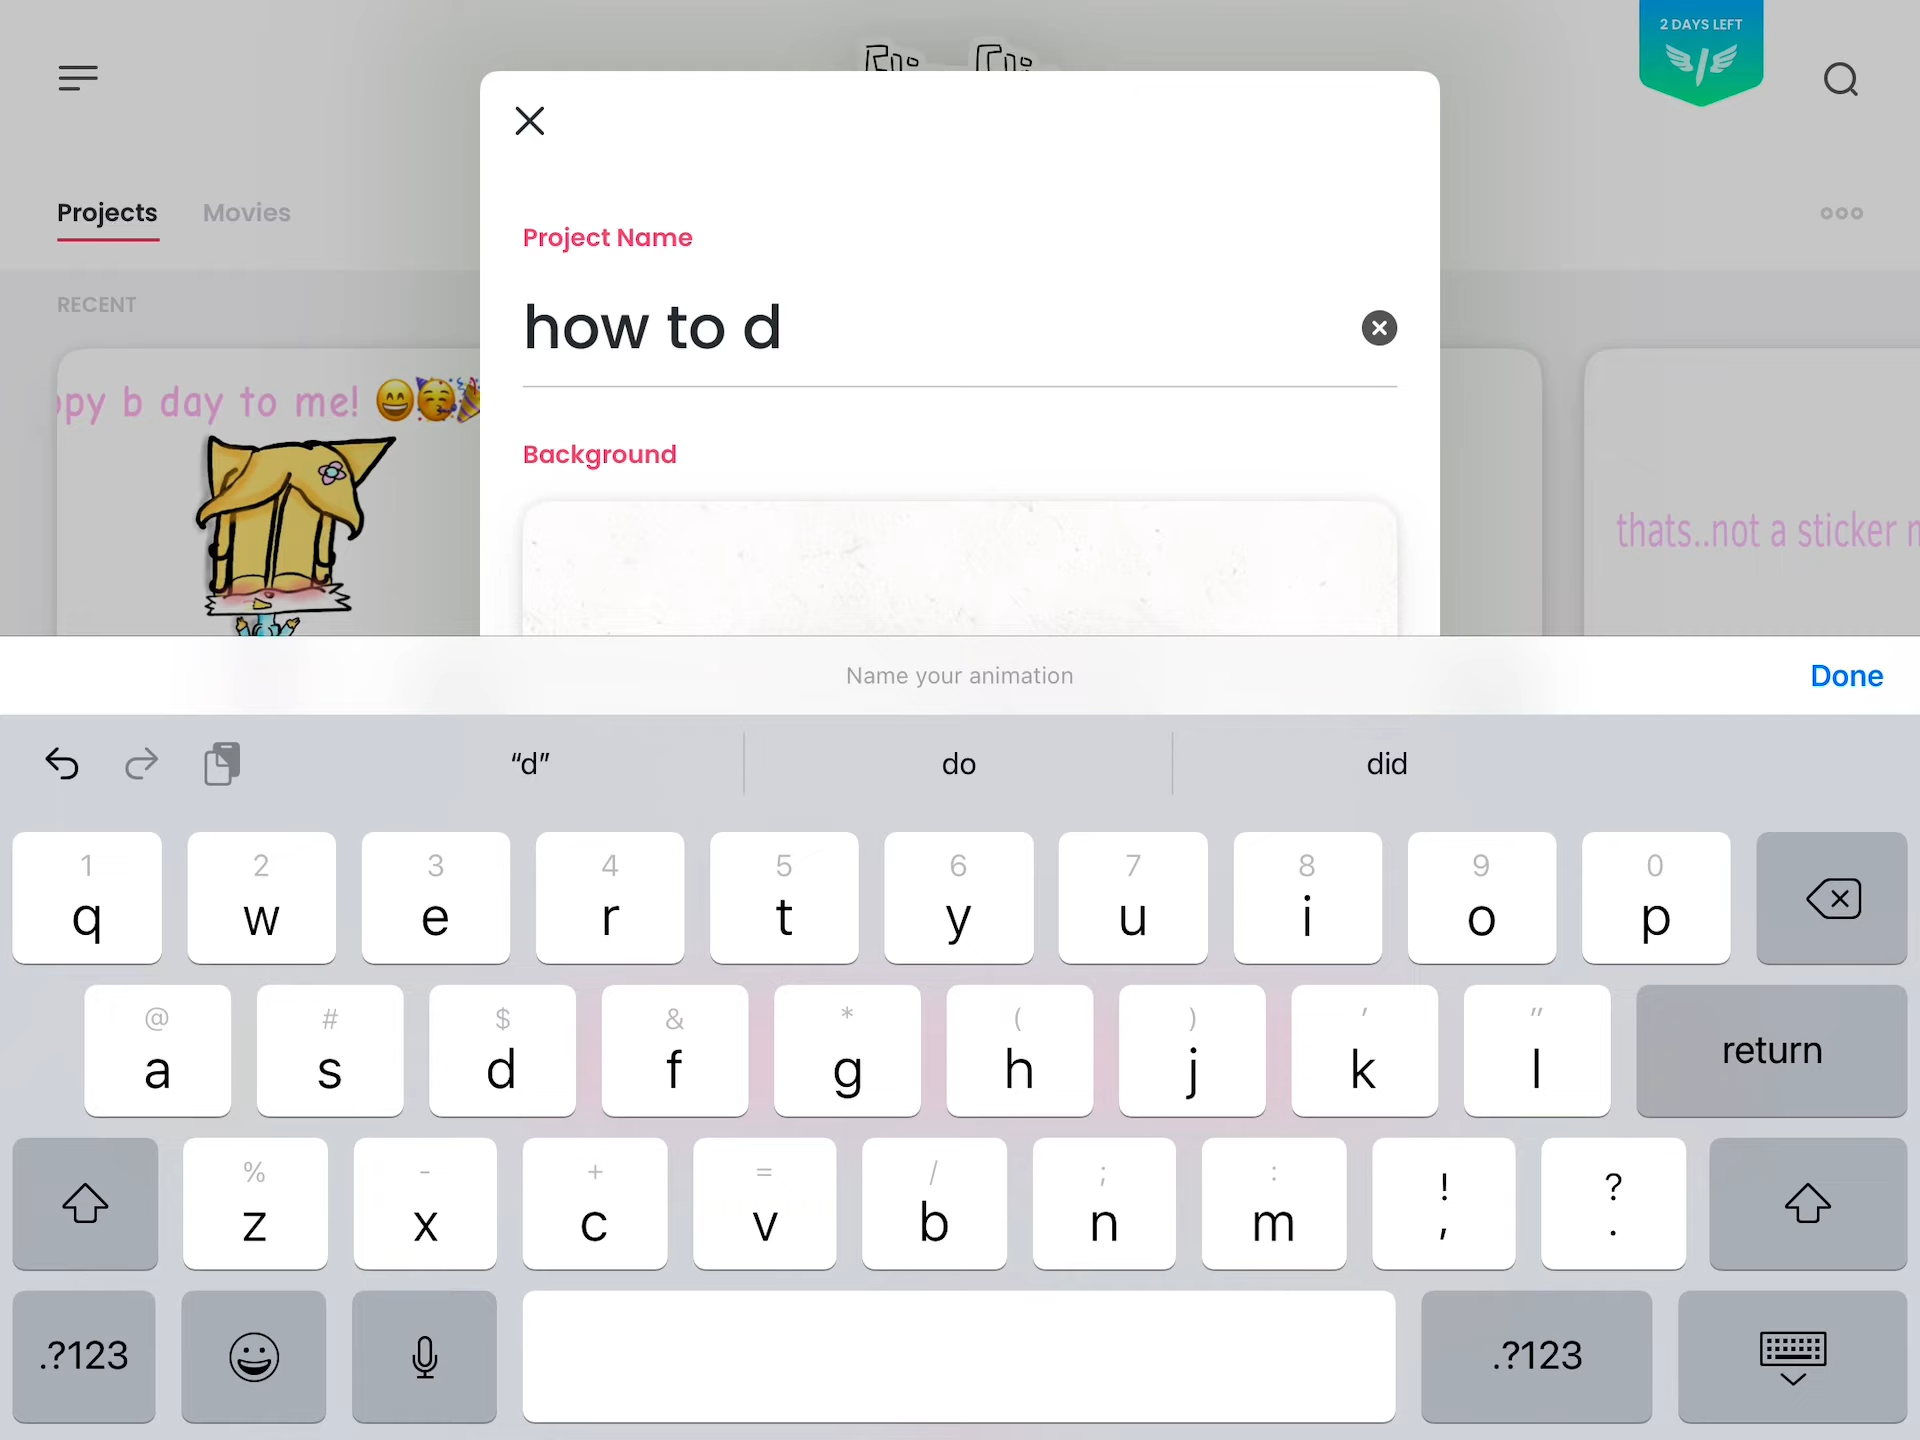 2 DAYS LEFT
Projects Movies
RECENT
Project Name
how to d
Background
ppy b day to me! 😄🥳🎉
thats..not a sticker
Name your animation
Done
“d” do did
1 2 3 4 5 6 7 8 9 0
q w e r t y u i o p
@ # $ & * ( ) ' "
a s d f g h j k l return
% - + = / ; : ! ?
z x c v b n m , .
.?123 .?123